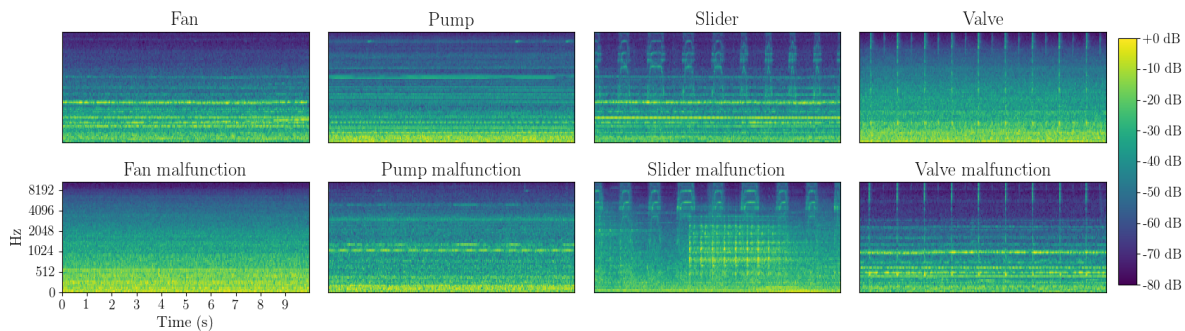 Fan
Pump
Slider
Valve
Fan malfunction
Pump malfunction
Slider malfunction
Valve malfunction
8192
4096
2048
1024
512
0
Hz
0 1 2 3 4 5 6 7 8 9
Time (s)
+0 dB
-10 dB
-20 dB
-30 dB
-40 dB
-50 dB
-60 dB
-70 dB
-80 dB